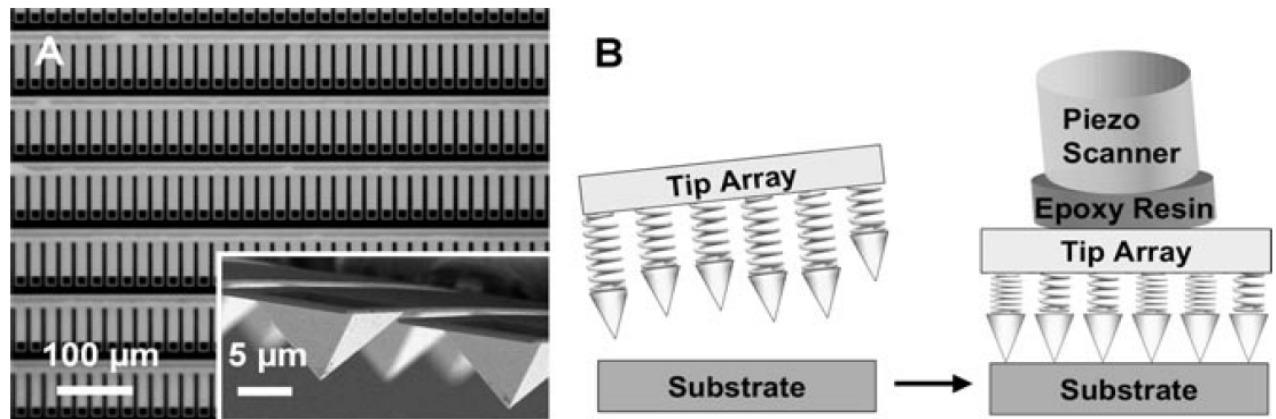 A
100 µm
5 µm
B
Tip Array
Substrate
Piezo
Scanner
Epoxy Resin
Tip Array
Substrate